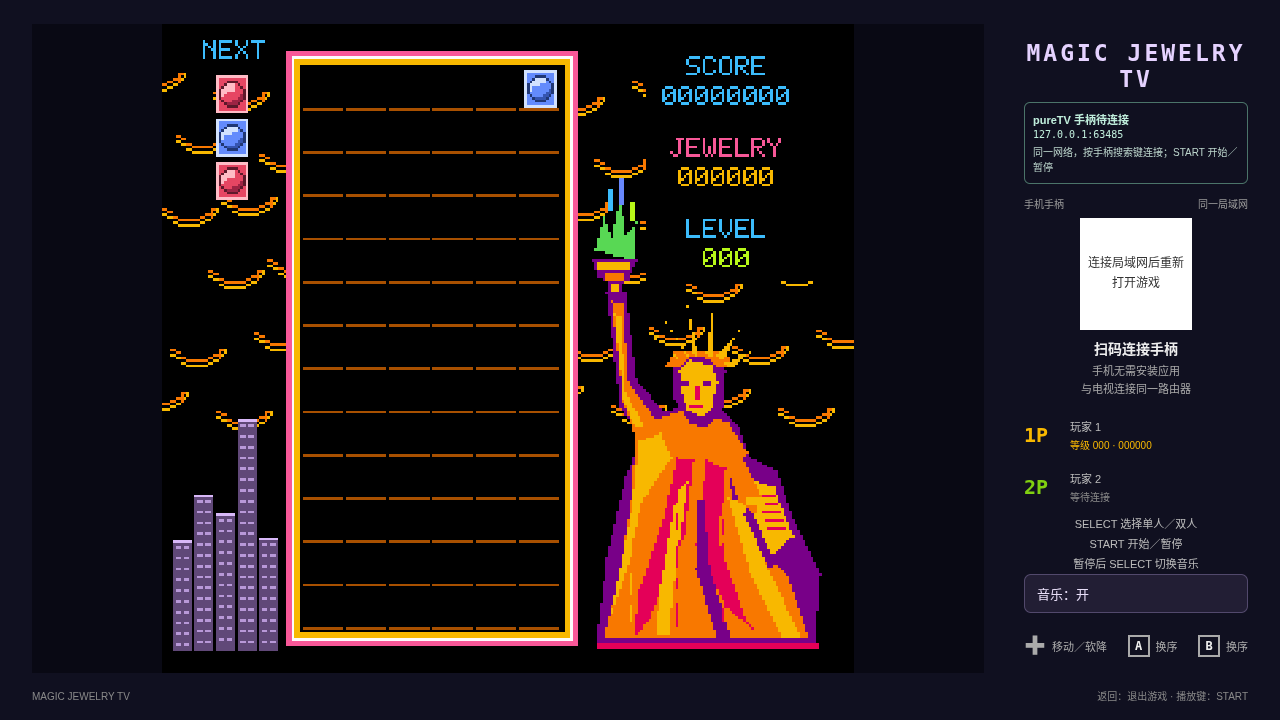 NEXT
SCORE
00000000
JEWELRY
000000
LEVEL
000
MAGIC JEWELRY
TV
pureTV 手柄待连接
127.0.0.1:63485
同一网络，按手柄搜索键连接；START 开始／
暂停
手机手柄
同一局域网
连接局域网后重新
打开游戏
扫码连接手柄
手机无需安装应用
与电视连接同一路由器
1P
玩家 1
等级 000 · 000000
2P
玩家 2
等待连接
SELECT 选择单人／双人
START 开始／暂停
暂停后 SELECT 切换音乐
音乐：开
移动／软降
A 换序
B 换序
MAGIC JEWELRY TV
返回：退出游戏 · 播放键：START